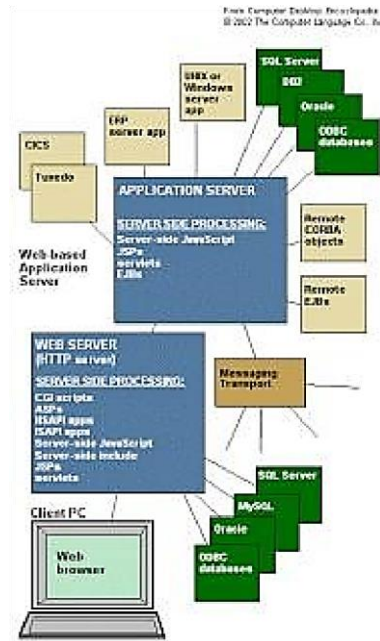 From Computer Desktop Encyclopedia
© 2002 The Computer Language Co. Inc.
SQL Server
DB2
Oracle
ODBC
databases
UNIX or
Windows
server
app
ERP
server app
CICS
Tuxedo
APPLICATION SERVER
SERVER SIDE PROCESSING:
Server-side JavaScript
JSPs
servlets
EJBs
Remote
CORBA
objects
Remote
EJBs
Web-based
Application
Server
WEB SERVER
(HTTP server)
SERVER SIDE PROCESSING:
CGI scripts
ASPs
NSAPI apps
ISAPI apps
Server-side JavaScript
Server-side include
JSPs
servlets
Messaging
Transport
SQL Server
MySQL
Oracle
ODBC
databases
Client PC
Web
browser